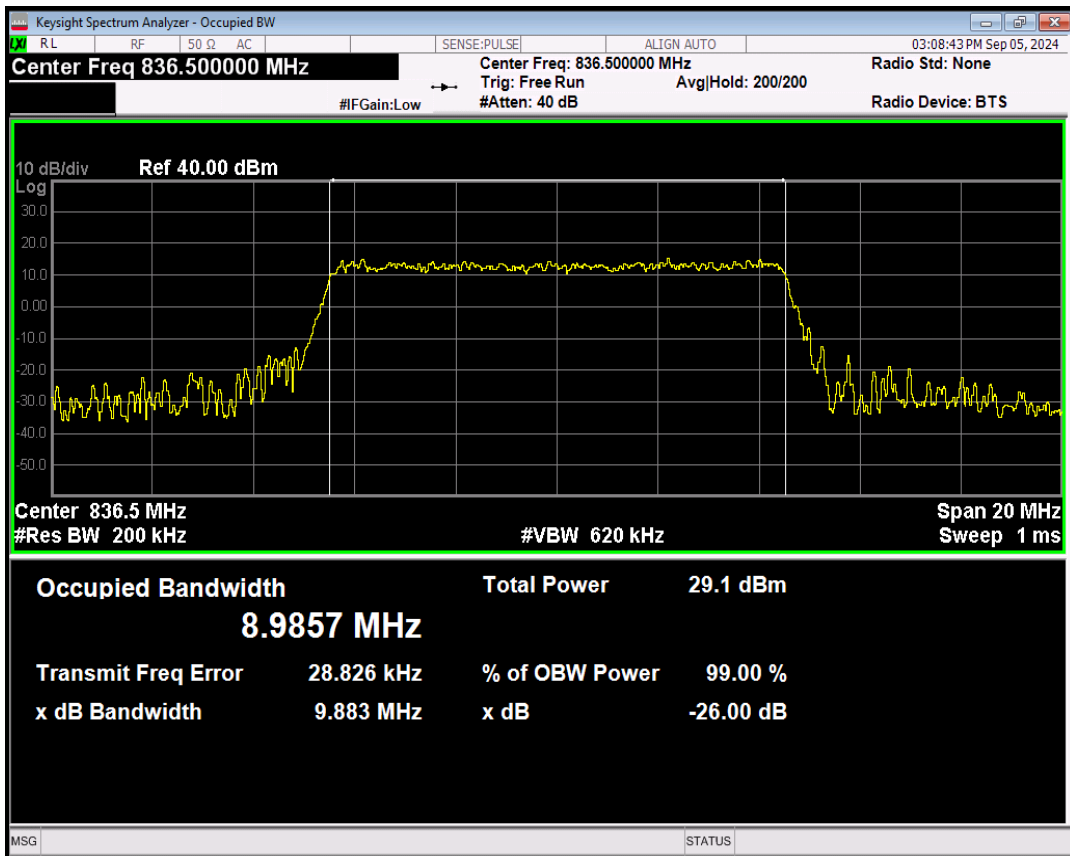 Keysight Spectrum Analyzer - Occupied BW
LXI RL RF 50 Ω AC SENSE:PULSE ALIGN AUTO 03:08:43 PM Sep 05, 2024
Center Freq 836.500000 MHz
Center Freq: 836.500000 MHz
Radio Std: None
Trig: Free Run Avg|Hold: 200/200
#IFGain:Low #Atten: 40 dB Radio Device: BTS
10 dB/div Ref 40.00 dBm
Log
30.0
20.0
10.0
0.00
-10.0
-20.0
-30.0
-40.0
-50.0
Center 836.5 MHz Span 20 MHz
#Res BW 200 kHz #VBW 620 kHz Sweep 1 ms
Occupied Bandwidth Total Power 29.1 dBm
8.9857 MHz
Transmit Freq Error 28.826 kHz % of OBW Power 99.00 %
x dB Bandwidth 9.883 MHz x dB -26.00 dB
MSG STATUS